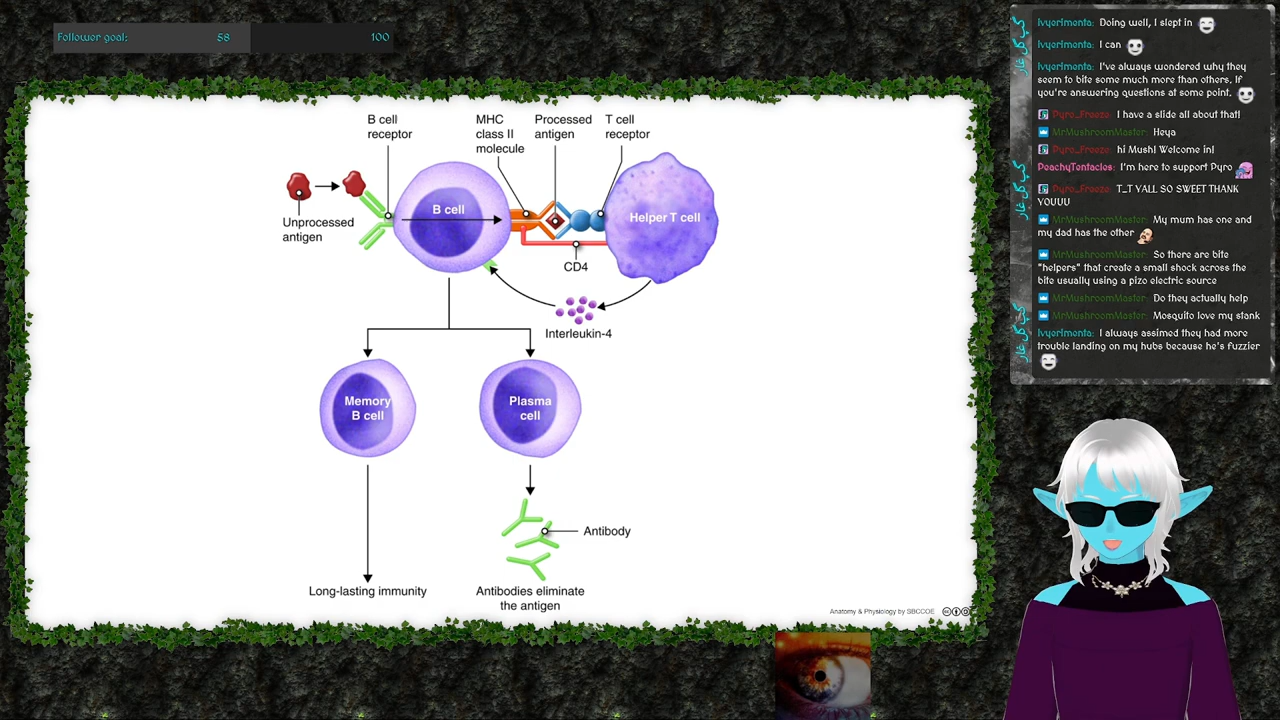 Follower goal: 58 100
B cell
receptor
MHC
class II
molecule
Processed
antigen
T cell
receptor
Unprocessed
antigen
B cell
Helper T cell
CD4
Interleukin-4
Memory
B cell
Plasma
cell
Antibody
Long-lasting immunity
Antibodies eliminate
the antigen
Anatomy & Physiology by SBCCOE
Ivyerimenta: Doing well, I slept in
Ivyerimenta: I can
Ivyerimenta: I've always wondered why they
seem to bite some much more than others. If
you're answering questions at some point.
Pyro_Freeze: I have a slide all about that!
MrMushroomMaster: Heya
Pyro_Freeze: hi Mush! Welcome in!
PeachyTentacles: I'm here to support Pyro
Pyro_Freeze: T_T YALL SO SWEET THANK
YOUUU
MrMushroomMaster: My mum has one and
my dad has the other
MrMushroomMaster: So there are bite
"helpers" that create a small shock across the
bite usually using a pizo electric source
MrMushroomMaster: Do they actually help
MrMushroomMaster: Mosquito love my stank
Ivyerimenta: I always assimed they had more
trouble landing on my hubs because he's fuzzier